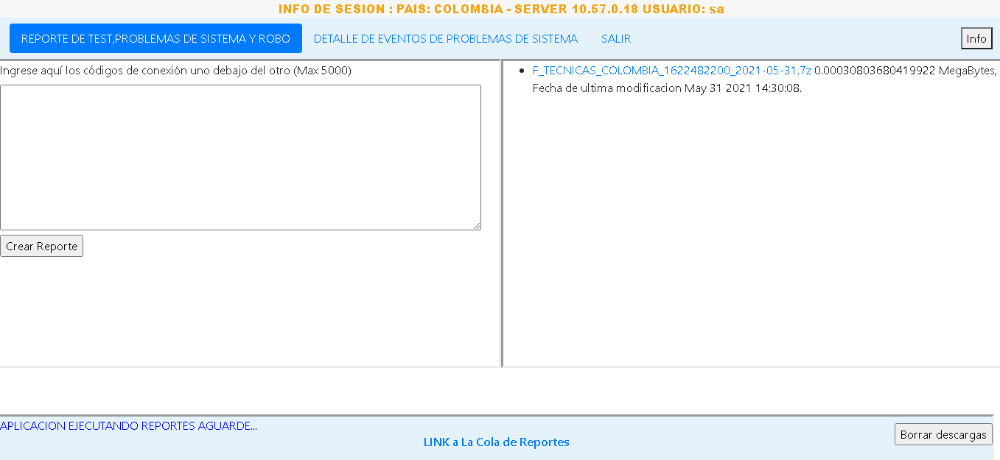 INFO DE SESION : PAIS: COLOMBIA - SERVER 10.57.0.18 USUARIO: sa
REPORTE DE TEST,PROBLEMAS DE SISTEMA Y ROBO
DETALLE DE EVENTOS DE PROBLEMAS DE SISTEMA
SALIR
Info
Ingrese aquí los códigos de conexión uno debajo del otro (Max 5000)
Crear Reporte
F_TECNICAS_COLOMBIA_1622482200_2021-05-31.7z 0.00030803680419922 MegaBytes,
Fecha de ultima modificacion May 31 2021 14:30:08.
APLICACION EJECUTANDO REPORTES AGUARDE...
LINK a La Cola de Reportes
Borrar descargas